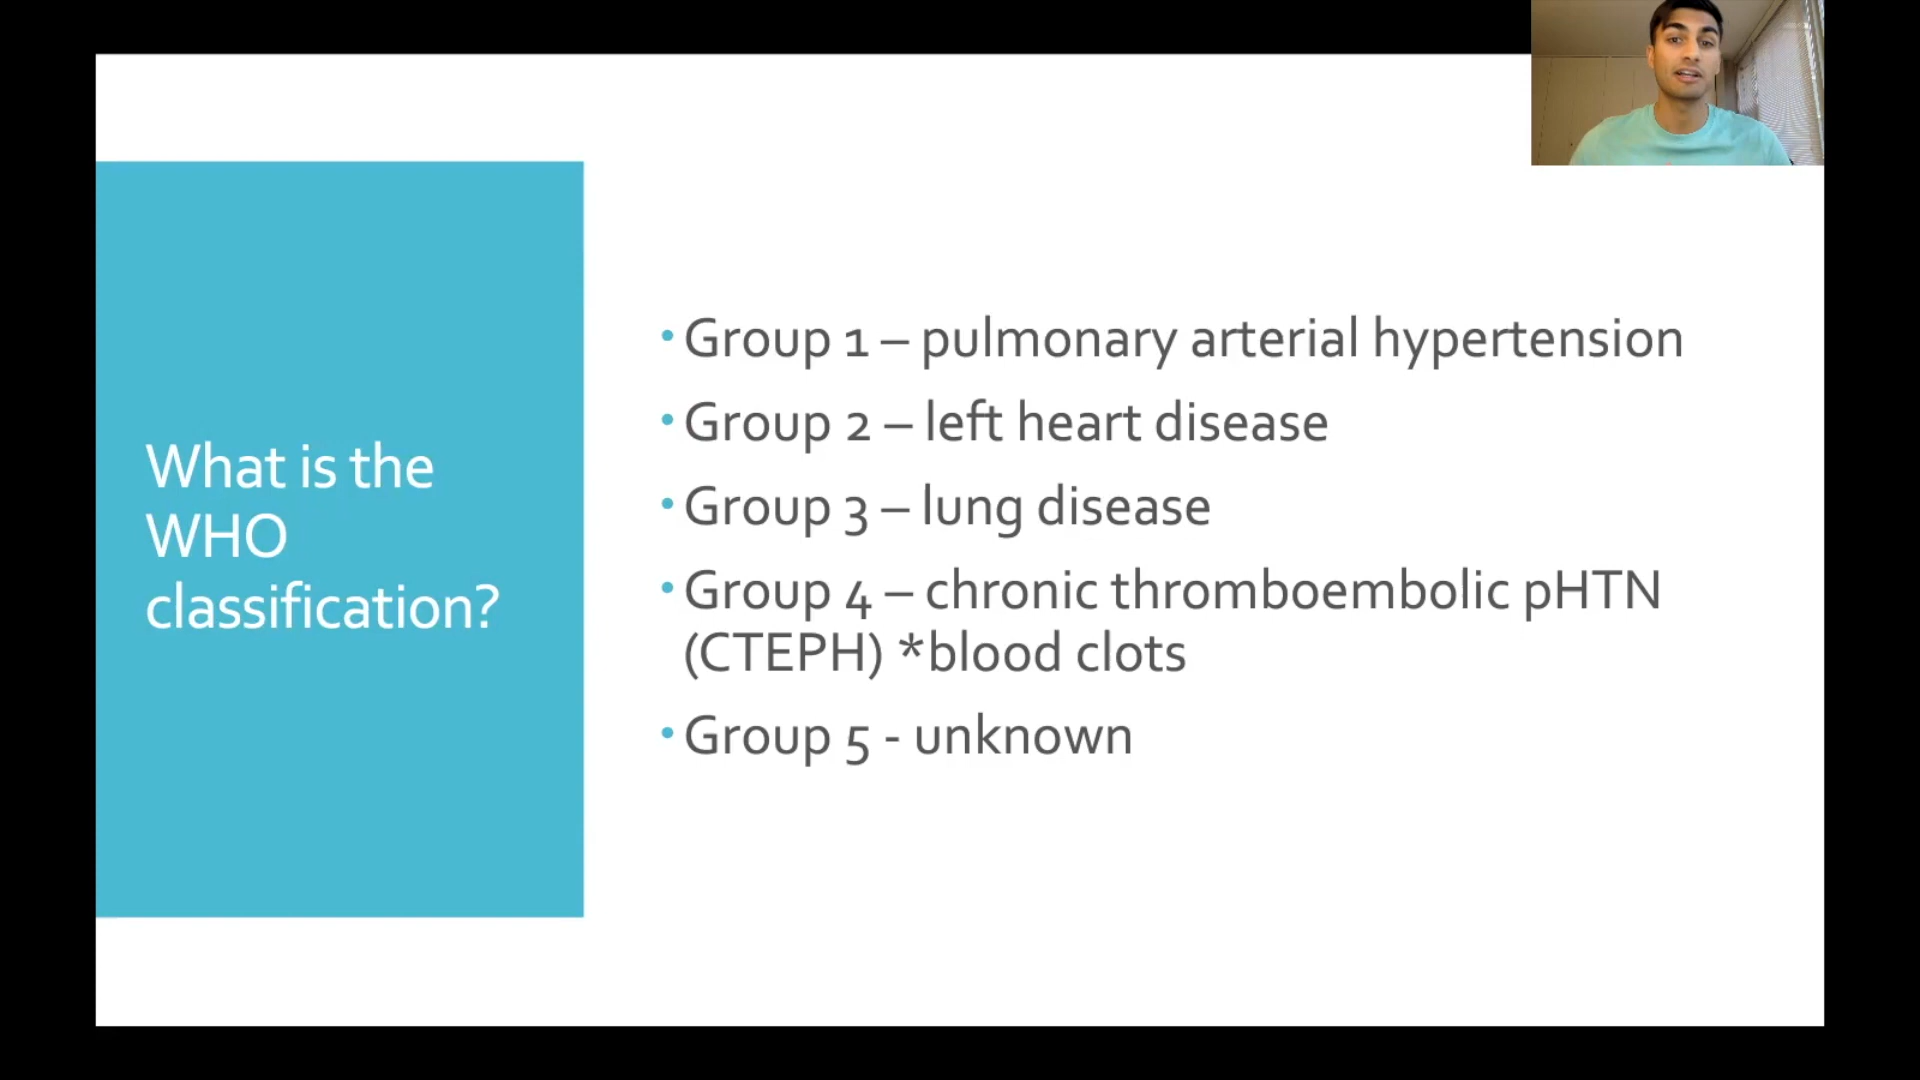 What is the
WHO
classification?
• Group 1 – pulmonary arterial hypertension
• Group 2 – left heart disease
• Group 3 – lung disease
• Group 4 – chronic thromboembolic pHTN
(CTEPH) *blood clots
• Group 5 - unknown